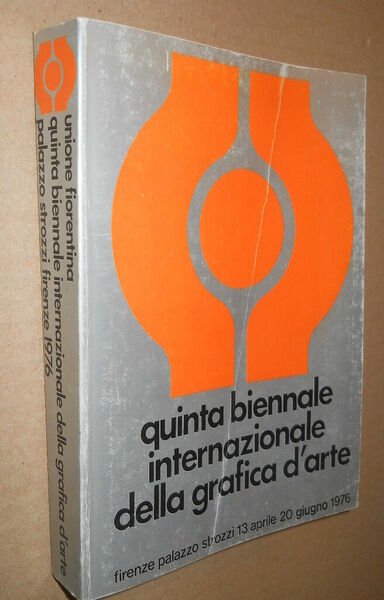 unione fiorentina
quinta biennale internazionale della grafica d'arte
palazzo strozzi firenze 1976
quinta biennale
internazionale
della grafica d'arte
firenze palazzo strozzi 13 aprile 20 giugno 1976